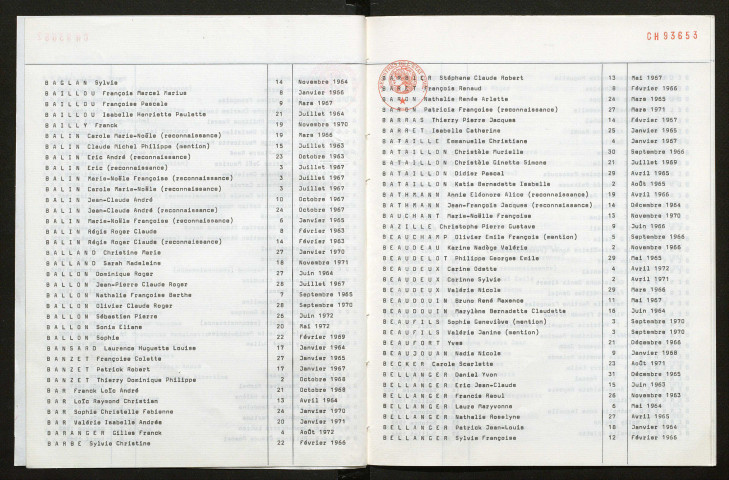 CH93653
BAGLAN Sylvie 14 Novembre 1964
BAILLOU François Marcel Marius 8 Janvier 1966
BAILLOU Françoise Pascale 9 Mars 1967
BAILLOU Isabelle Henriette Paulette 21 Juillet 1964
BAILLY Franck 19 Novembre 1970
BALIN Carole Marie-Noëlle (reconnaissance) 19 Mars 1966
BALIN Claude Michel Philippe (mention) 15 Juillet 1963
BALIN Eric André (reconnaissance) 23 Octobre 1963
BALIN Eric (reconnaissance) 3 Juillet 1967
BALIN Marie-Noëlle Françoise (reconnaissance) 3 Juillet 1967
BALIN Carole Marie-Noëlle (reconnaissance) 3 Juillet 1967
BALIN Jean-Claude André 10 Octobre 1967
BALIN Jean-Claude André (reconnaissance) 24 Octobre 1967
BALIN Marie-Noëlle Françoise (reconnaissance) 6 Janvier 1965
BALIN Régis Roger Claude 8 Février 1963
BALIN Régis Roger Claude (reconnaissance) 14 Février 1963
BALLAND Christine Marie 27 Janvier 1970
BALLAND Sarah Madeleine 18 Novembre 1971
BALLON Dominique Roger 27 Juin 1964
BALLON Jean-Pierre Claude Roger 28 Juillet 1967
BALLON Nathalie Françoise Berthe 7 Septembre 1965
BALLON Olivier Claude Roger 28 Septembre 1970
BALLON Sébastien Pierre 26 Juin 1972
BALLON Sonia Eliane 20 Mai 1972
BALLON Sophie 22 Février 1969
BANSARD Laurence Huguette Louise 17 Janvier 1964
BANZET Françoise Colette 27 Janvier 1965
BANZET Patrick Robert 17 Janvier 1967
BANZET Thierry Dominique Philippe 2 Octobre 1968
BAR Franck Loïc André 21 Octobre 1968
BAR Loïc Raymond Christian 13 Avril 1964
BAR Sophie Christelle Fabienne 24 Janvier 1970
BAR Valérie Isabelle Andrée 20 Janvier 1971
BARANGER Gilles Franck 4 Août 1972
BARBE Sylvie Christine 22 Février 1966
BARBIER Stéphane Claude Robert 13 Mai 1967
BARET François Renaud 8 Février 1966
BARON Nathalie Renée Arlette 24 Mars 1965
BARON Patricia Françoise (reconnaissance) 27 Mars 1971
BARRAS Thierry Pierre Jacques 14 Février 1967
BARRET Isabelle Catherine 25 Janvier 1965
BATAILLE Emmanuelle Christiane 4 Janvier 1967
BATAILLON Christèle Murielle 30 Septembre 1966
BATAILLON Christèle Ginette Simone 21 Juillet 1969
BATAILLON Didier Pascal 29 Avril 1965
BATAILLON Katia Bernadette Isabelle 2 Août 1965
BATHMANN Annie Eléonore Alice (reconnaissance) 19 Avril 1966
BATHMANN Jean-François Jacques (reconnaissance) 14 Décembre 1964
BAUCHANT Marie-Noëlle Françoise 13 Novembre 1970
BAZILLE Christophe Pierre Gustave 9 Juin 1966
BEAUCHAMP Olivier Emile François (mention) 5 Septembre 1966
BEAUDEAU Karine Nadège Valérie 2 Novembre 1966
BEAUDELOT Philippe Georges Emile 29 Mai 1965
BEAUDEUX Carine Odette 4 Avril 1972
BEAUDEUX Corinne Sylvie 2 Avril 1971
BEAUDEUX Valérie Nicole 29 Mars 1966
BEAUDOUIN Bruno René Maxence 11 Mai 1967
BEAUDOUIN Marylène Bernadette Claudette 16 Juin 1964
BEAUFILS Sophie Geneviève (mention) 3 Septembre 1970
BEAUFILS Valérie Janine (mention) 3 Septembre 1970
BEAUFORT Yves 21 Décembre 1966
BEAUJOUAN Nadia Nicole 9 Janvier 1968
BECKER Carole Scarlette 23 Août 1971
BELLANGER Daniel Yvon 31 Décembre 1965
BELLANGER Eric Jean-Claude 15 Juin 1963
BELLANGER Francis Raoul 26 Novembre 1963
BELLANGER Laure Maryvonne 6 Mai 1964
BELLANGER Nathalie Roselyne 27 Avril 1965
BELLANGER Patrick Jean-Louis 18 Janvier 1964
BELLANGER Sylvie Françoise 12 Février 1966